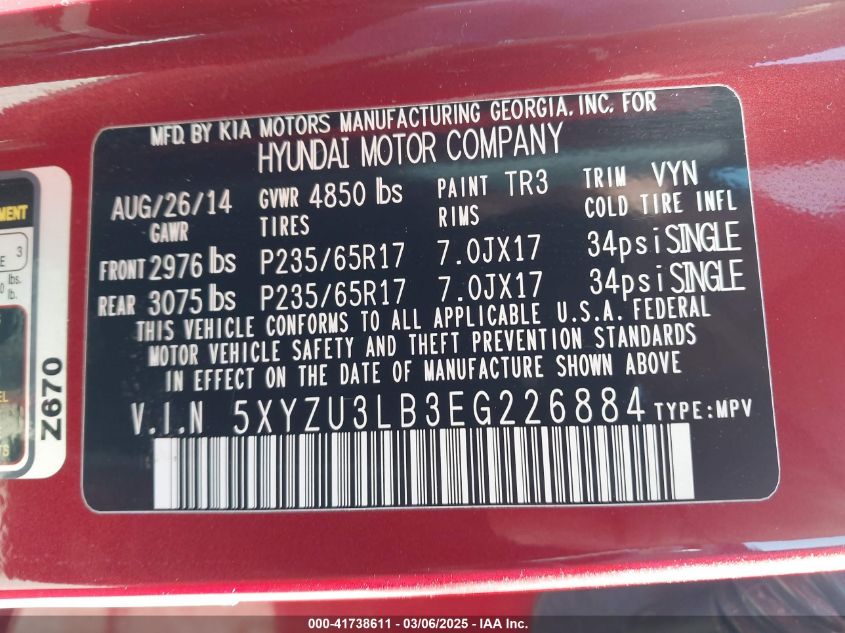 MFD. BY KIA MOTORS MANUFACTURING GEORGIA, INC. FOR
HYUNDAI MOTOR COMPANY
AUG/26/14 GVWR 4850 lbs PAINT TR3 TRIM VYN
GAWR TIRES RIMS COLD TIRE INFL
FRONT 2976 lbs P235/65R17 7.0JX17 34psi SINGLE
REAR 3075 lbs P235/65R17 7.0JX17 34psi SINGLE
THIS VEHICLE CONFORMS TO ALL APPLICABLE U.S.A. FEDERAL
MOTOR VEHICLE SAFETY AND THEFT PREVENTION STANDARDS
IN EFFECT ON THE DATE OF MANUFACTURE SHOWN ABOVE
V.I.N 5XYZU3LB3EG226884 TYPE:MPV
Z670
3
lbs.
lb.
000-41738611 - 03/06/2025 - IAA Inc.